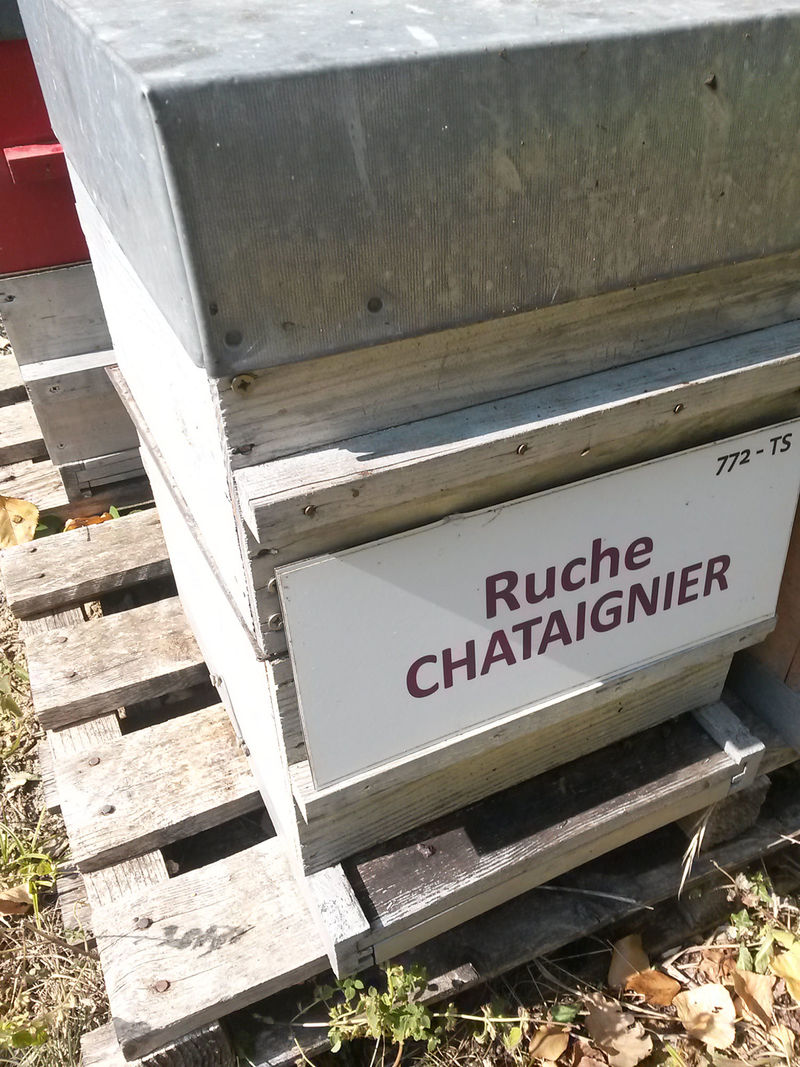 772 - TS
Ruche
CHATAIGNIER